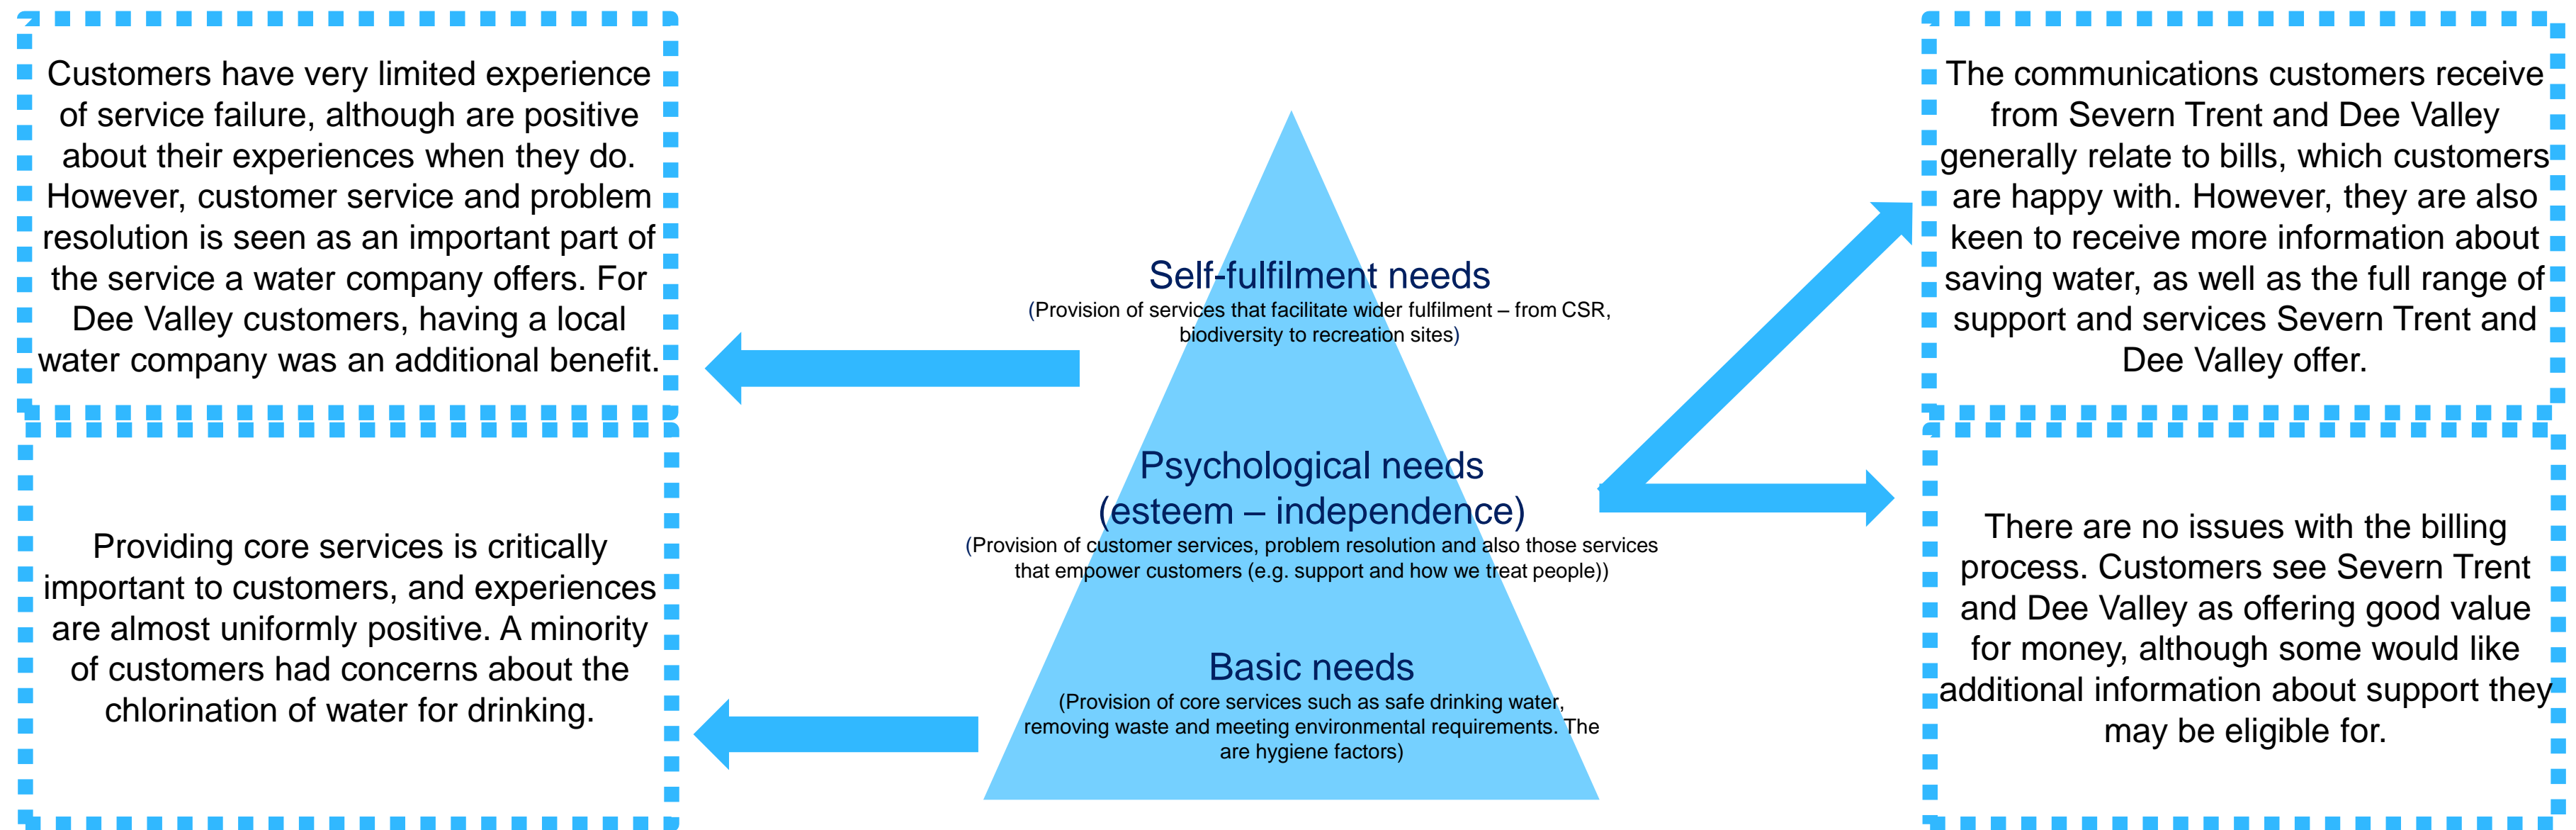 Customers have very limited experience
of service failure, although are positive
about their experiences when they do.
However, customer service and problem
resolution is seen as an important part of
the service a water company offers. For
Dee Valley customers, having a local
water company was an additional benefit.
Providing core services is critically
important to customers, and experiences
are almost uniformly positive. A minority
of customers had concerns about the
chlorination of water for drinking.
Self-fulfilment needs
(Provision of services that facilitate wider fulfilment – from CSR,
biodiversity to recreation sites)
Psychological needs
(esteem – independence)
(Provision of customer services, problem resolution and also those services
that empower customers (e.g. support and how we treat people))
Basic needs
(Provision of core services such as safe drinking water,
removing waste and meeting environmental requirements. The
are hygiene factors)
The communications customers receive
from Severn Trent and Dee Valley
generally relate to bills, which customers
are happy with. However, they are also
keen to receive more information about
saving water, as well as the full range of
support and services Severn Trent and
Dee Valley offer.
There are no issues with the billing
process. Customers see Severn Trent
and Dee Valley as offering good value
for money, although some would like
additional information about support they
may be eligible for.